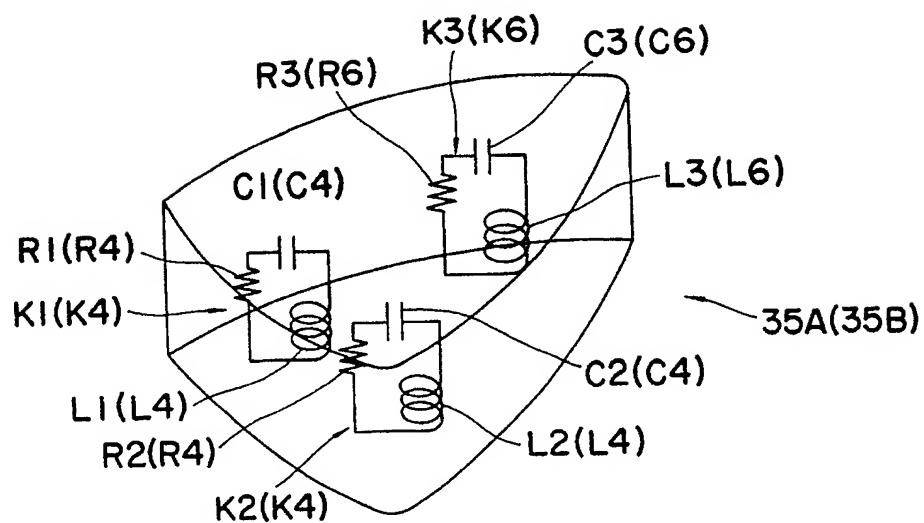 K3(K6)
C3(C6)
R3(R6)
C1(C4)
L3(L6)
R1(R4)
K1(K4)
35A(35B)
C2(C4)
L1(L4)
R2(R4)
L2(L4)
K2(K4)